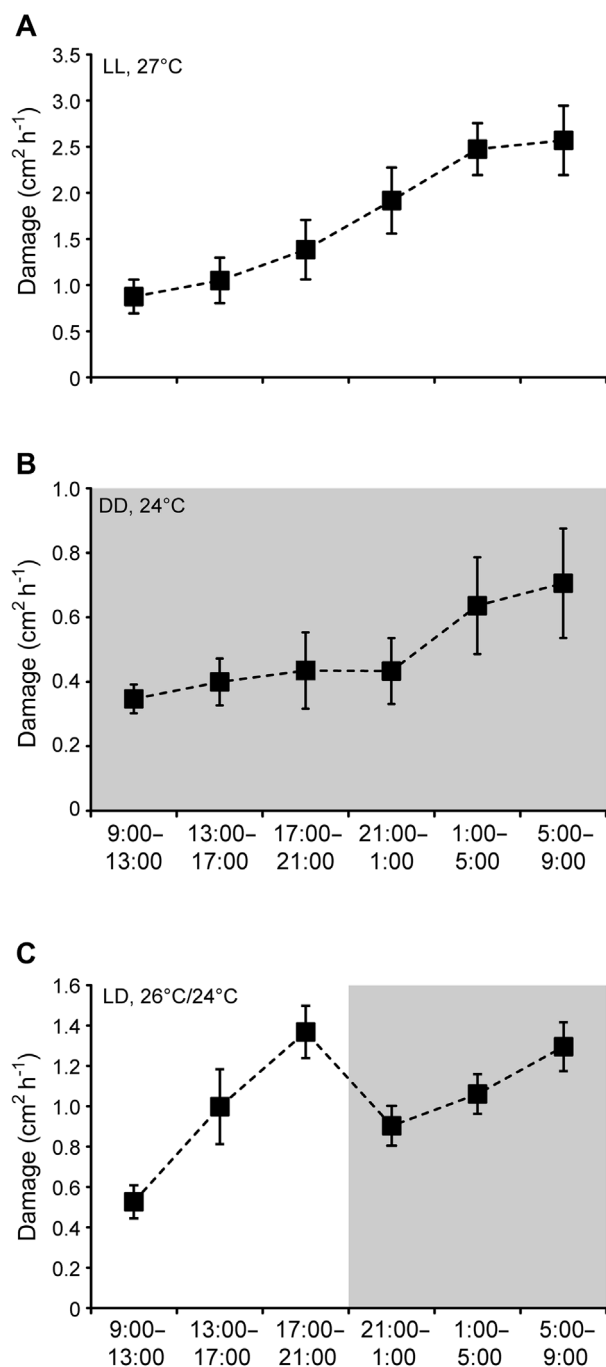 A
LL, 27°C
Damage (cm² h⁻¹)
3.5
3.0
2.5
2.0
1.5
1.0
0.5
0
B
DD, 24°C
Damage (cm² h⁻¹)
1.0
0.8
0.6
0.4
0.2
0
9:00– 13:00– 17:00– 21:00– 1:00– 5:00–
13:00 17:00 21:00 1:00 5:00 9:00
C
LD, 26°C/24°C
Damage (cm² h⁻¹)
1.6
1.4
1.2
1.0
0.8
0.6
0.4
0.2
0
9:00– 13:00– 17:00– 21:00– 1:00– 5:00–
13:00 17:00 21:00 1:00 5:00 9:00